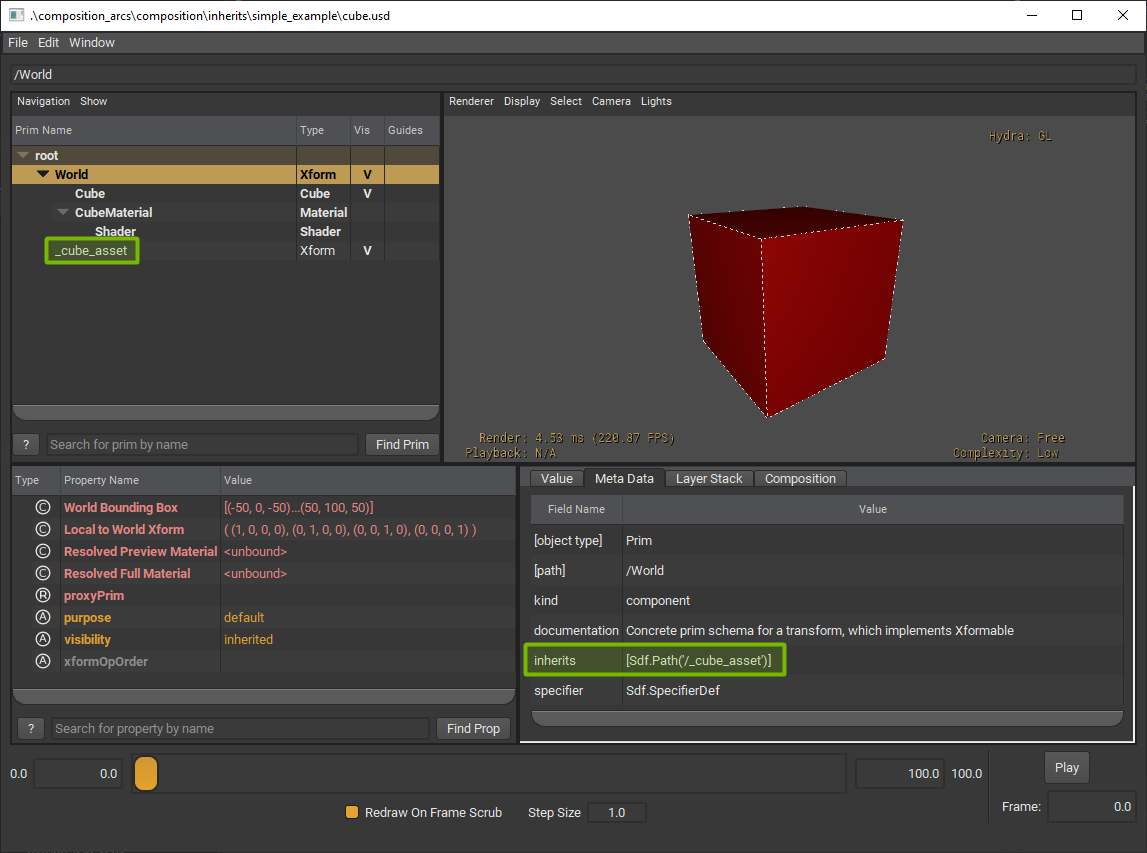 .\composition_arcs\composition\inherits\simple_example\cube.usd
File Edit Window
/World
Navigation Show
Prim Name Type Vis Guides
root
World Xform V
Cube Cube V
CubeMaterial Material
Shader Shader
_cube_asset Xform V
? Search for prim by name Find Prim
Renderer Display Select Camera Lights
Hydra: GL
Render: 4.53 ms (220.87 FPS)
Playback: N/A
Camera: Free
Complexity: Low
Type Property Name Value
C World Bounding Box [(-50, 0, -50)...(50, 100, 50)]
C Local to World Xform ( (1, 0, 0, 0), (0, 1, 0, 0), (0, 0, 1, 0), (0, 0, 0, 1) )
C Resolved Preview Material <unbound>
C Resolved Full Material <unbound>
R proxyPrim
A purpose default
A visibility inherited
A xformOpOrder
? Search for property by name Find Prop
Value Meta Data Layer Stack Composition
Field Name Value
[object type] Prim
[path] /World
kind component
documentation Concrete prim schema for a transform, which implements Xformable
inherits [Sdf.Path('/_cube_asset')]
specifier Sdf.SpecifierDef
0.0 0.0 100.0 100.0 Play
Redraw On Frame Scrub Step Size 1.0 Frame: 0.0